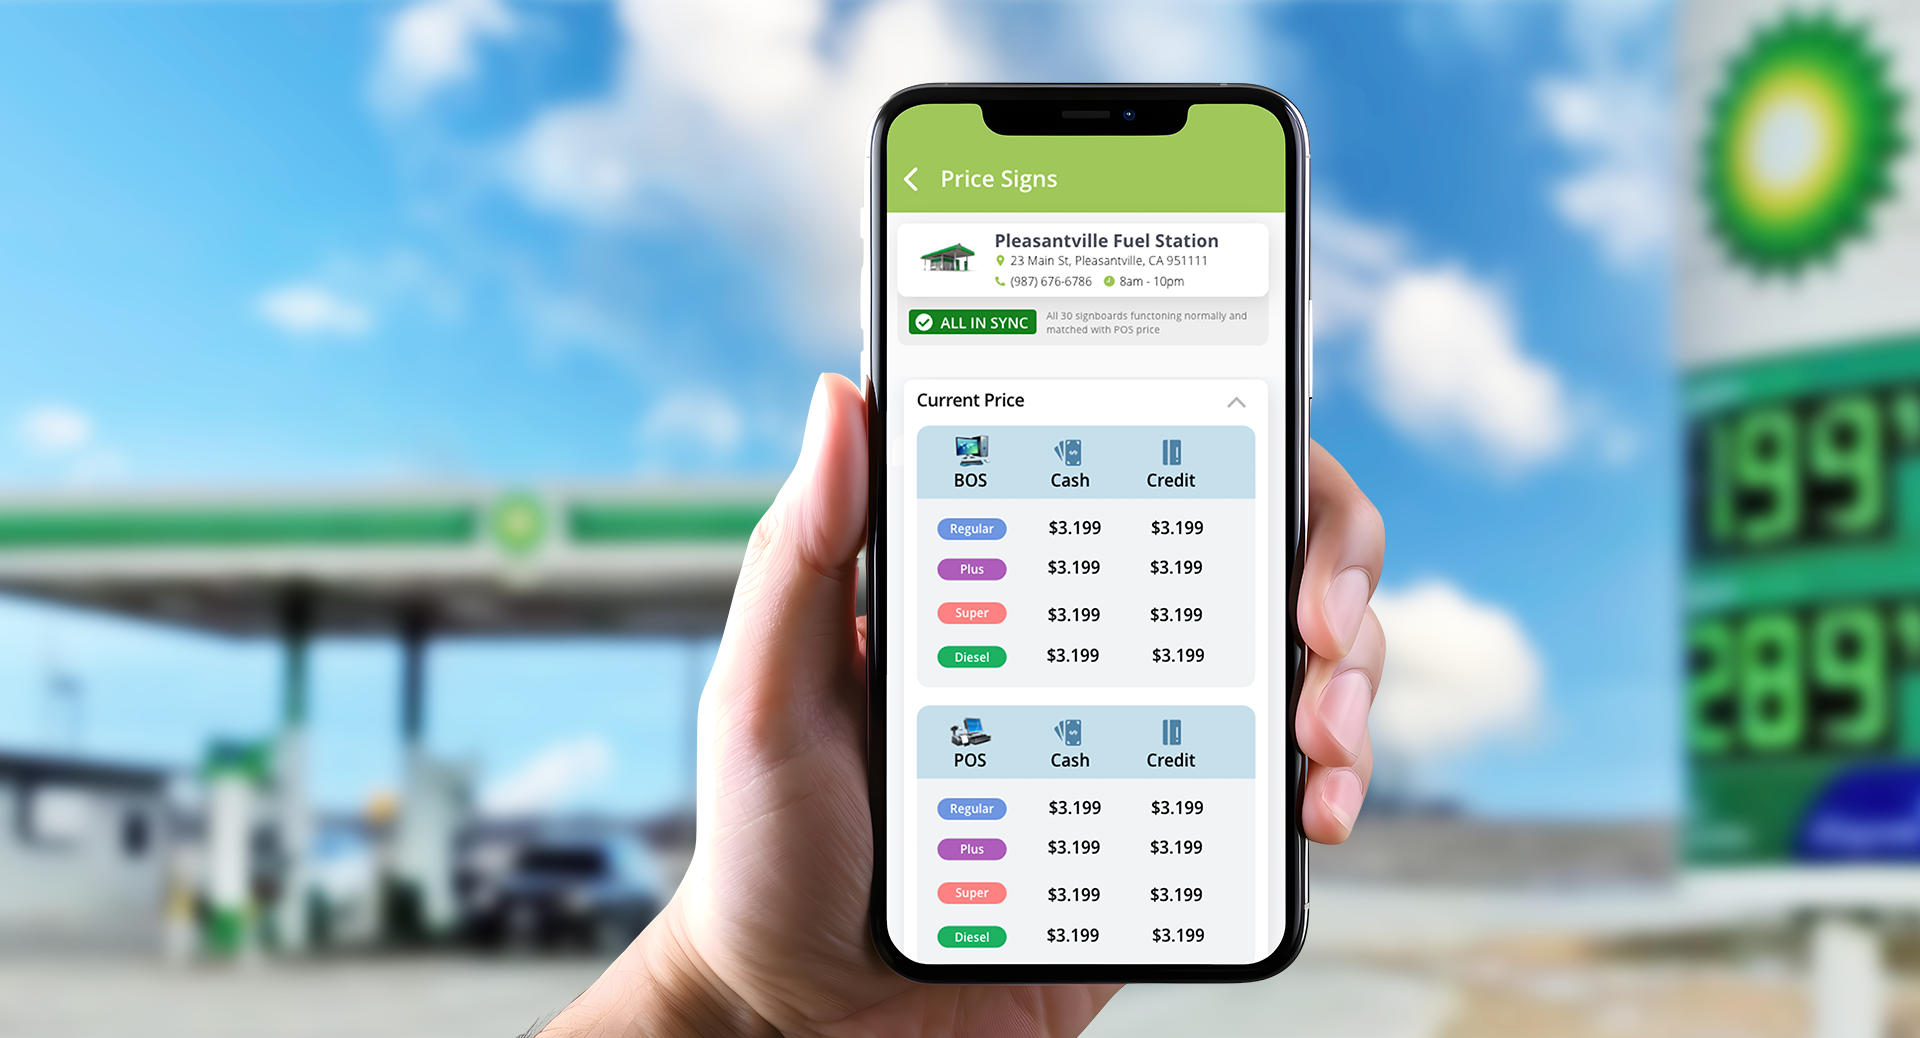 Price Signs
Pleasantville Fuel Station
23 Main St, Pleasantville, CA 951111
(987) 676-6786 8am - 10pm
ALL IN SYNC
All 30 signboards functoning normally and
matched with POS price
Current Price
BOS Cash Credit
Regular $3.199 $3.199
Plus $3.199 $3.199
Super $3.199 $3.199
Diesel $3.199 $3.199
POS Cash Credit
Regular $3.199 $3.199
Plus $3.199 $3.199
Super $3.199 $3.199
Diesel $3.199 $3.199
199
289